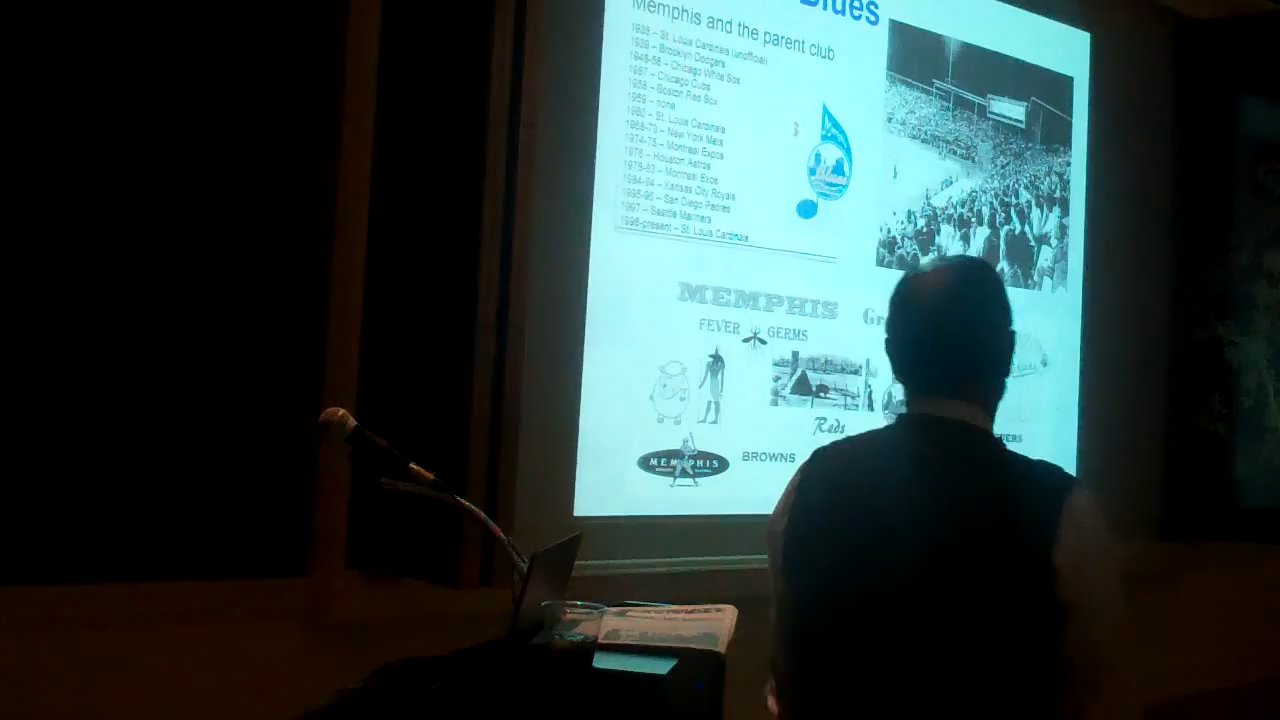 Blues
Memphis and the parent club
1938 – St. Louis Cardinals (unofficial)
1939 – Brooklyn Dodgers
1948-56 – Chicago White Sox
1957 – Chicago Cubs
1958 – Boston Red Sox
1959 – none
1960 – St. Louis Cardinals
1968-73 – New York Mets
1974-75 – Montreal Expos
1976 – Houston Astros
1978-83 – Montreal Expos
1984-94 – Kansas City Royals
1995-96 – San Diego Padres
1997 – Seattle Mariners
1998-present – St. Louis Cardinals
Memphis
Blues
MEMPHIS
FEVER GERMS
Reds
MEMPHIS
BROWNS